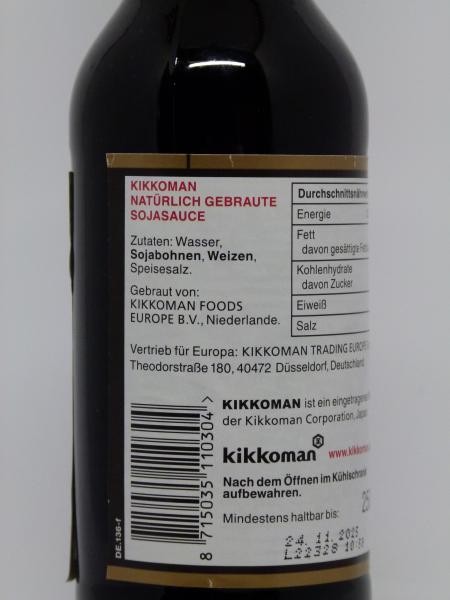 KIKKOMAN
NATÜRLICH GEBRAUTE
SOJASAUCE
Zutaten: Wasser,
Sojabohnen, Weizen,
Speisesalz.
Gebraut von:
KIKKOMAN FOODS
EUROPE B.V., Niederlande.
Energie
Fett
davon gesättigte
Kohlenhydrate
davon Zucker
Eiweiß
Salz
Vertrieb für Europa: KIKKOMAN TRADING EUROPE
Theodorstraße 180, 40472 Düsseldorf, Deutschland
KIKKOMAN ist ein
der Kikkoman Corporation, Japan
kikkoman
Nach dem Öffnen im Kühlschrank
aufbewahren.
Mindestens haltbar bis:
24. 11. 2025
L22328
8 715035 110304 >
DE.136-f